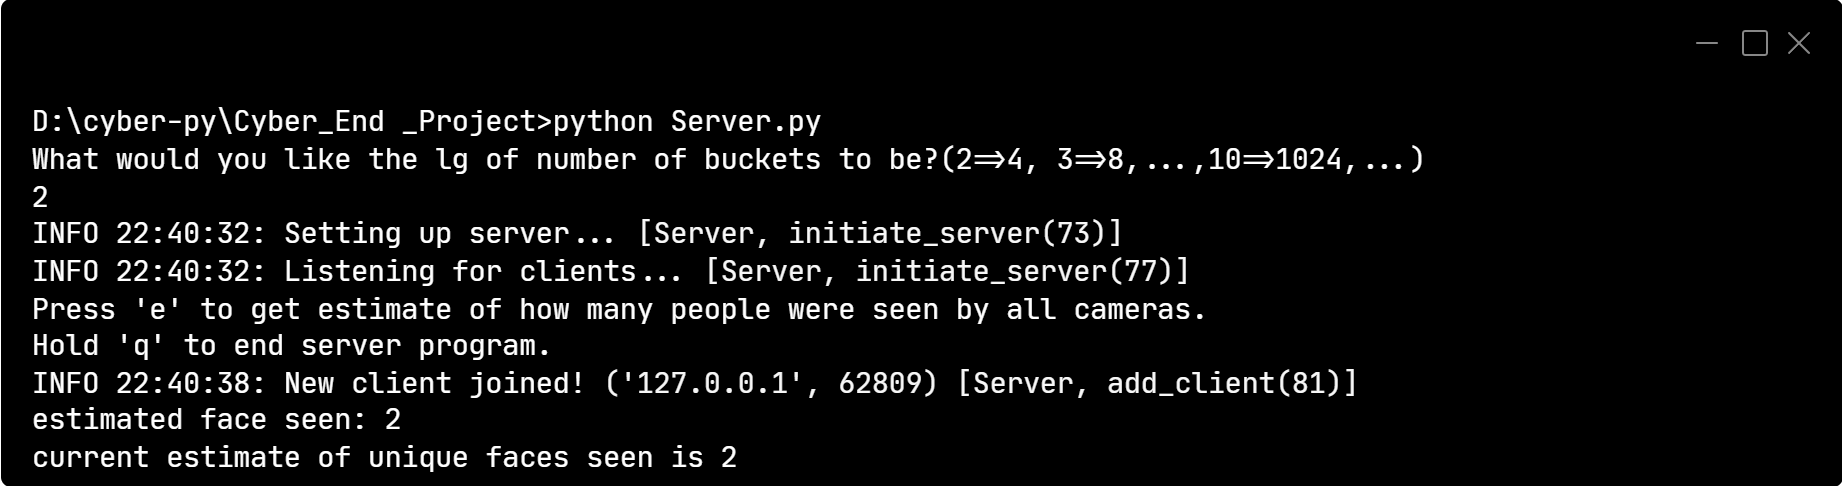 D:\cyber-py\Cyber_End _Project>python Server.py
What would you like the lg of number of buckets to be?(2=>4, 3=>8,...,10=>1024,...)
2
INFO 22:40:32: Setting up server... [Server, initiate_server(73)]
INFO 22:40:32: Listening for clients... [Server, initiate_server(77)]
Press 'e' to get estimate of how many people were seen by all cameras.
Hold 'q' to end server program.
INFO 22:40:38: New client joined! ('127.0.0.1', 62809) [Server, add_client(81)]
estimated face seen: 2
current estimate of unique faces seen is 2